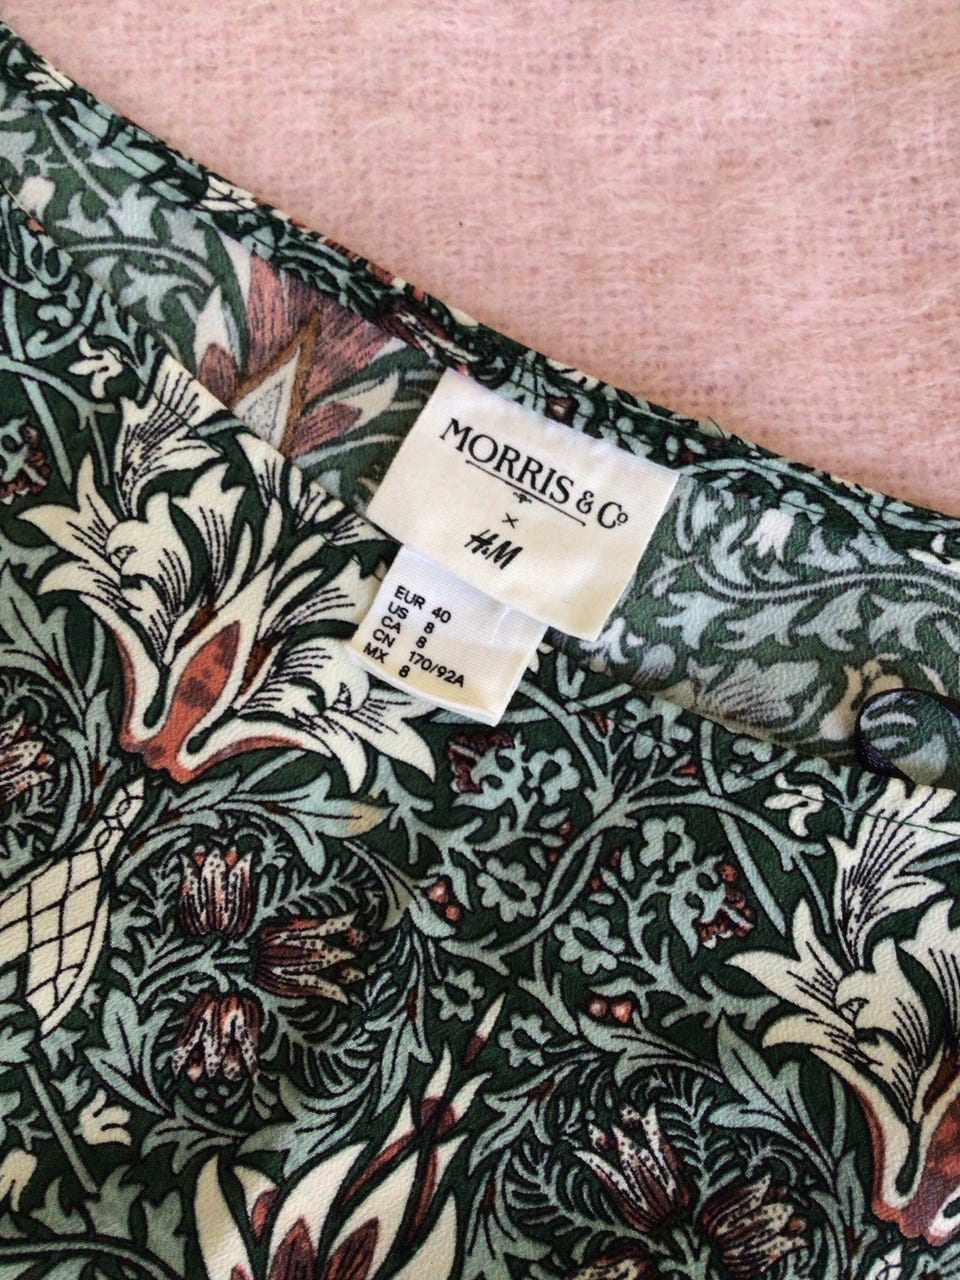 MORRIS & Co
x
H&M
EUR 40
US 8
CA 8
CN 170/92A
MX 8